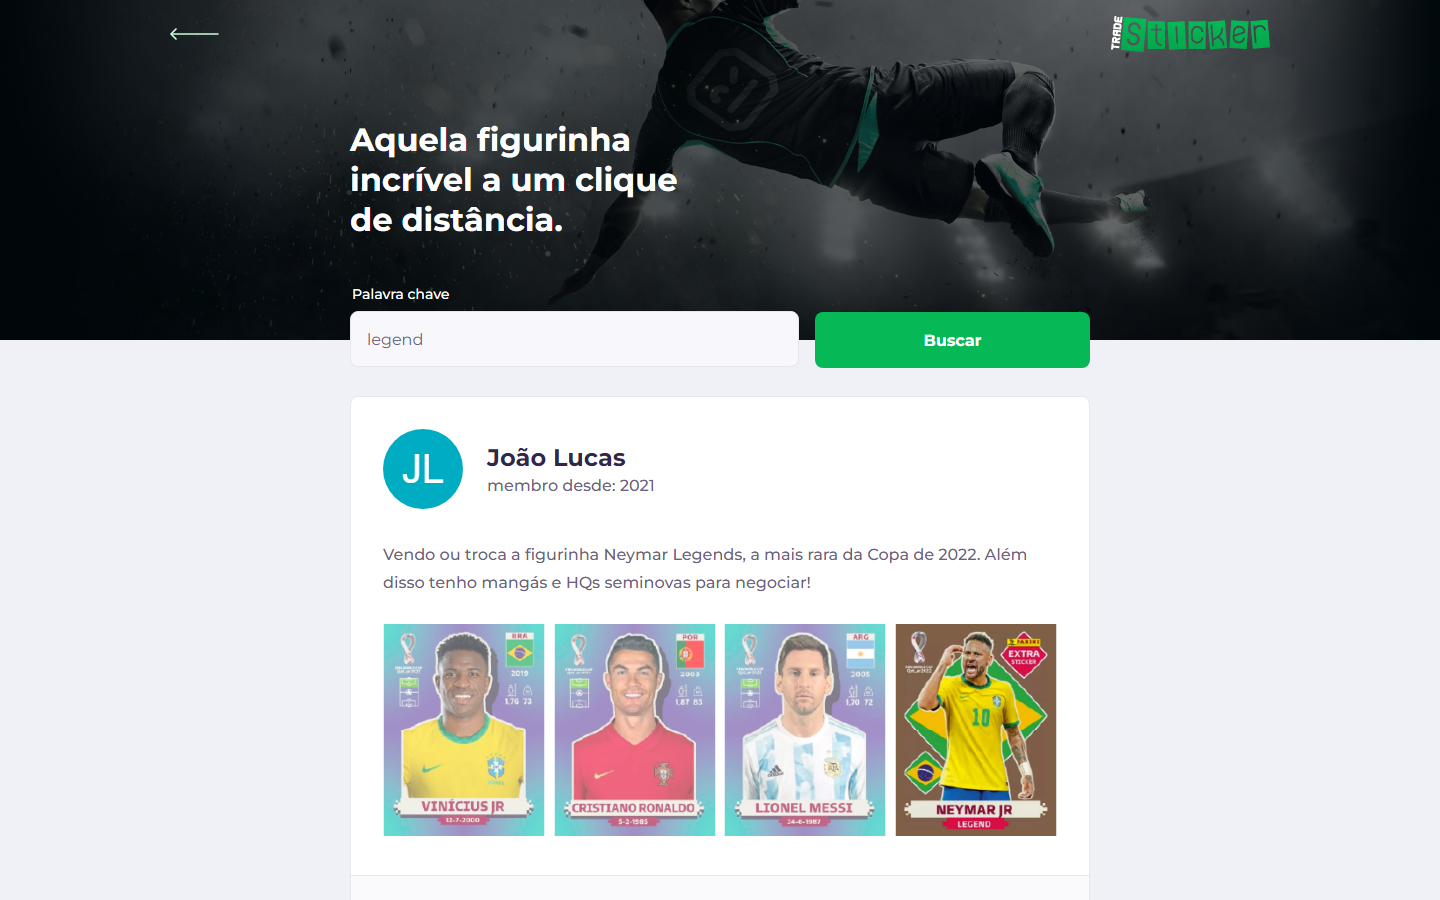 TRADE Sticker
Aquela figurinha
incrível a um clique
de distância.
Palavra chave
legend
Buscar
JL
João Lucas
membro desde: 2021
Vendo ou troca a figurinha Neymar Legends, a mais rara da Copa de 2022. Além
disso tenho mangás e HQs seminovas para negociar!
BRA
2019
1,76 73
VINÍCIUS JR
12-7-2000
POR
2003
1,87 83
CRISTIANO RONALDO
5-2-1985
ARG
2005
1,70 72
LIONEL MESSI
24-6-1987
PANINI
EXTRA
STICKER
10
NEYMAR JR
LEGEND